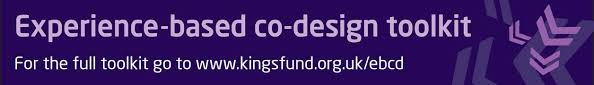 Experience-based co-design toolkit
For the full toolkit go to www.kingsfund.org.uk/ebcd